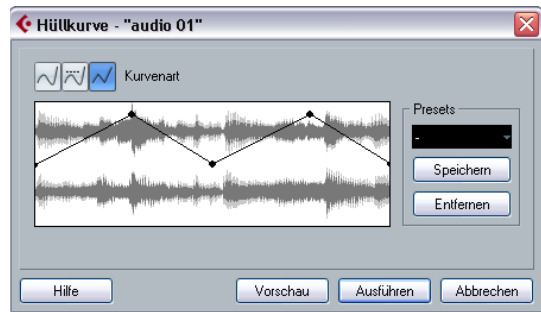 Hüllkurve - "audio 01"
Kurvenart
Presets
-
Speichern
Entfernen
Hilfe
Vorschau
Ausführen
Abbrechen